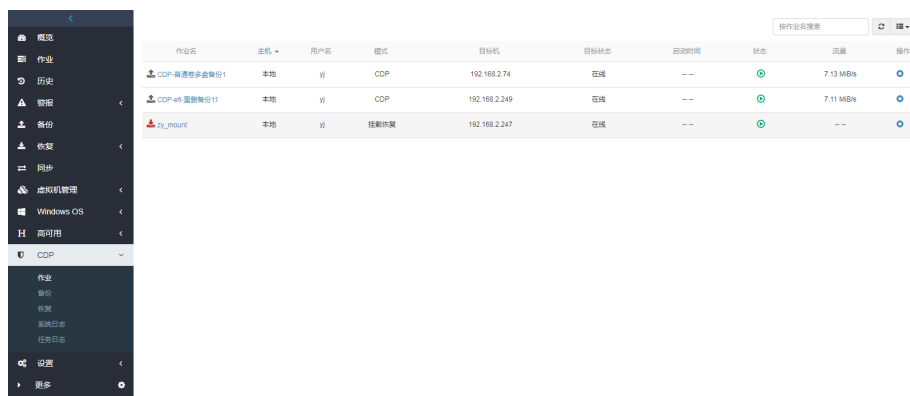 概览
作业
历史
警报
备份
恢复
同步
虚拟机管理
Windows OS
高可用
CDP
作业
备份
恢复
系统日志
任务日志
设置
更多
按作业名搜索
作业名 主机 用户名 模式 目标机 目标状态 启动时间 状态 流量 操作
CDP-普通卷多盘备份1 本地 yj CDP 192.168.2.74 在线 -- -- 7.13 MiB/s
CDP-efi-重删备份11 本地 yj CDP 192.168.2.249 在线 -- -- 7.11 MiB/s
zy_mount 本地 yj 挂载恢复 192.168.2.247 在线 -- -- -- --